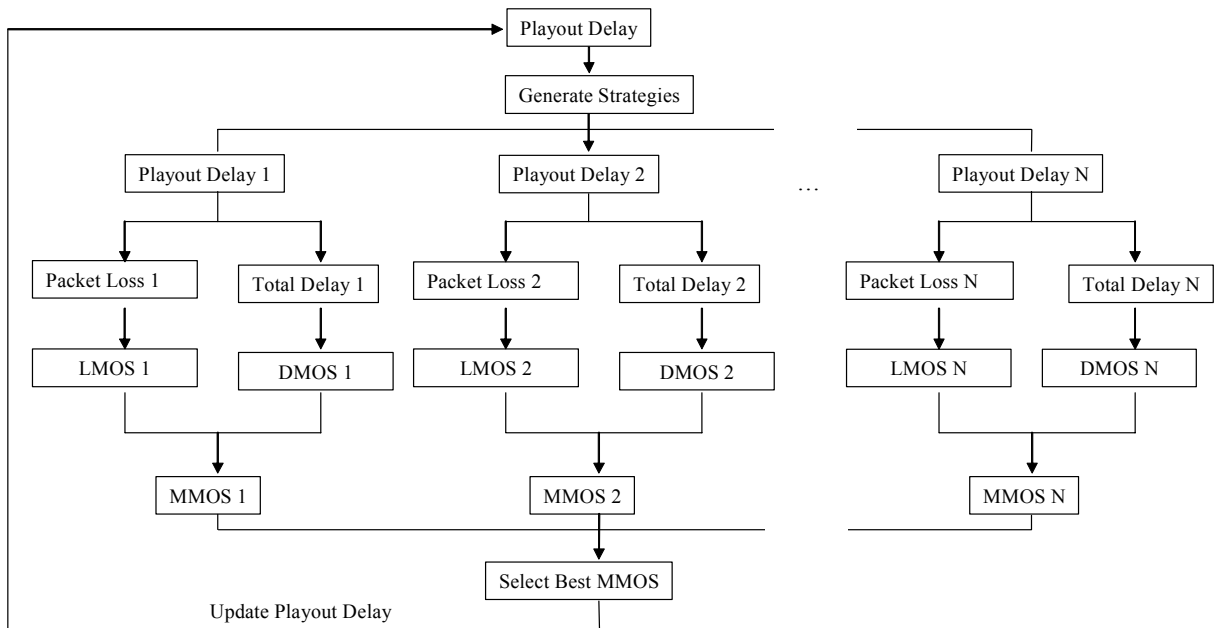 Playout Delay
Generate Strategies
Playout Delay 1
Playout Delay 2
...
Playout Delay N
Packet Loss 1
Total Delay 1
Packet Loss 2
Total Delay 2
Packet Loss N
Total Delay N
LMOS 1
DMOS 1
LMOS 2
DMOS 2
LMOS N
DMOS N
MMOS 1
MMOS 2
MMOS N
Select Best MMOS
Update Playout Delay